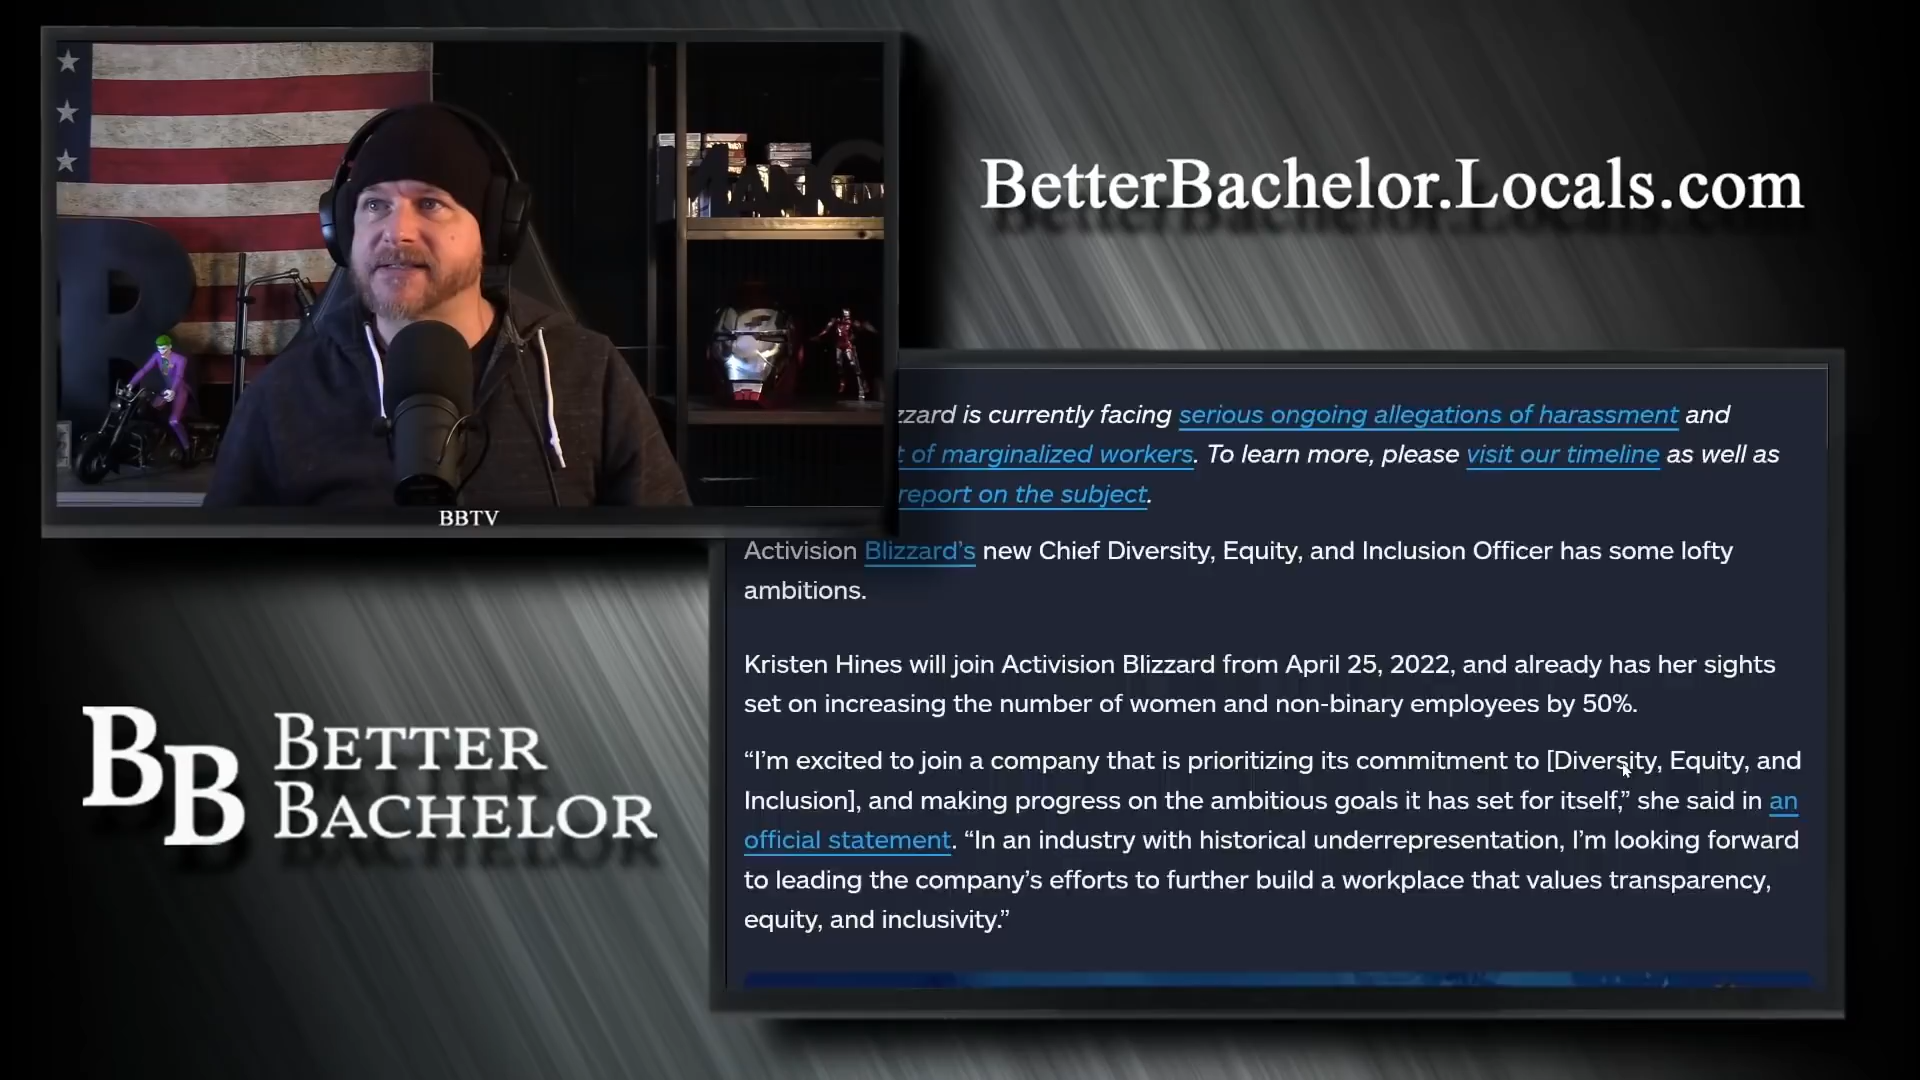 BetterBachelor.Locals.com
BBTV
zzard is currently facing serious ongoing allegations of harassment and
t of marginalized workers. To learn more, please visit our timeline as well as
report on the subject.
Activision Blizzard's new Chief Diversity, Equity, and Inclusion Officer has some lofty
ambitions.
Kristen Hines will join Activision Blizzard from April 25, 2022, and already has her sights
set on increasing the number of women and non-binary employees by 50%.
“I’m excited to join a company that is prioritizing its commitment to [Diversity, Equity, and
Inclusion], and making progress on the ambitious goals it has set for itself,” she said in an
official statement. “In an industry with historical underrepresentation, I’m looking forward
to leading the company’s efforts to further build a workplace that values transparency,
equity, and inclusivity.”
BB BETTER
BACHELOR